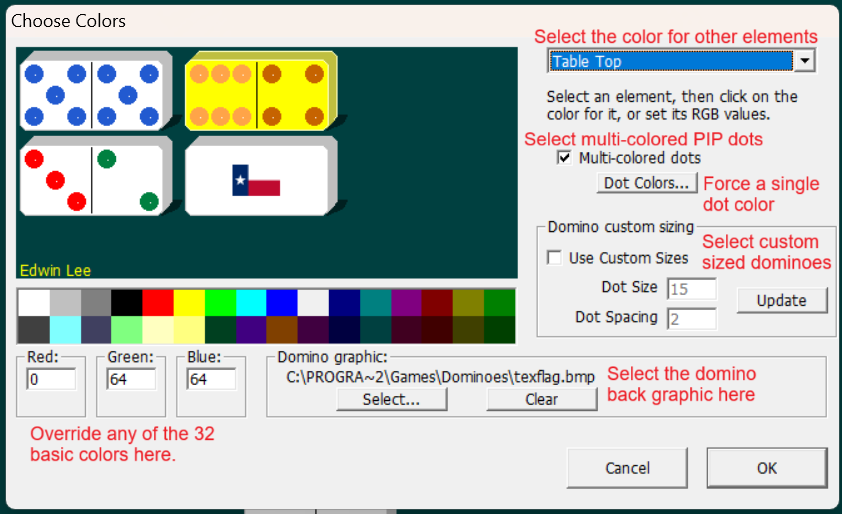 Choose Colors
Select the color for other elements
Table Top
Select an element, then click on the
color for it, or set its RGB values.
Select multi-colored PIP dots
Multi-colored dots
Dot Colors...
Force a single
dot color
Domino custom sizing
Use Custom Sizes
Select custom
sized dominoes
Dot Size 15
Update
Dot Spacing 2
Edwin Lee
Red: Green: Blue:
0 64 64
Domino graphic:
C:\PROGRA~2\Games\Dominoes\texflag.bmp
Select... Clear
Select the domino
back graphic here
Override any of the 32
basic colors here.
Cancel OK